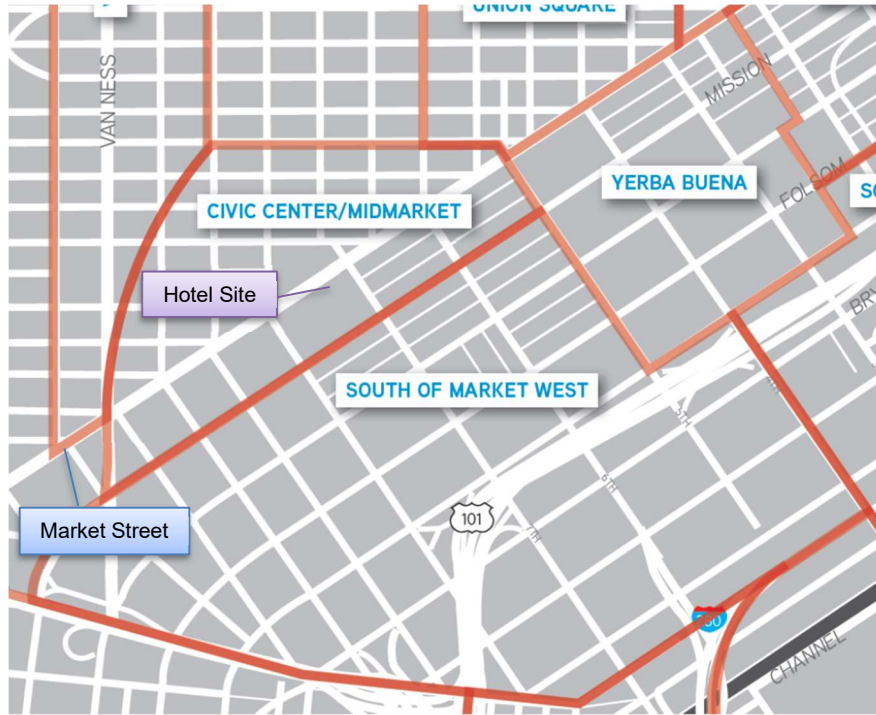 UNION SQUARE
VAN NESS
MISSION
YERBA BUENA
FOLSOM
CIVIC CENTER/MIDMARKET
Hotel Site
SOUTH OF MARKET WEST
4TH
5TH
6TH
7TH
101
Market Street
CHANNEL